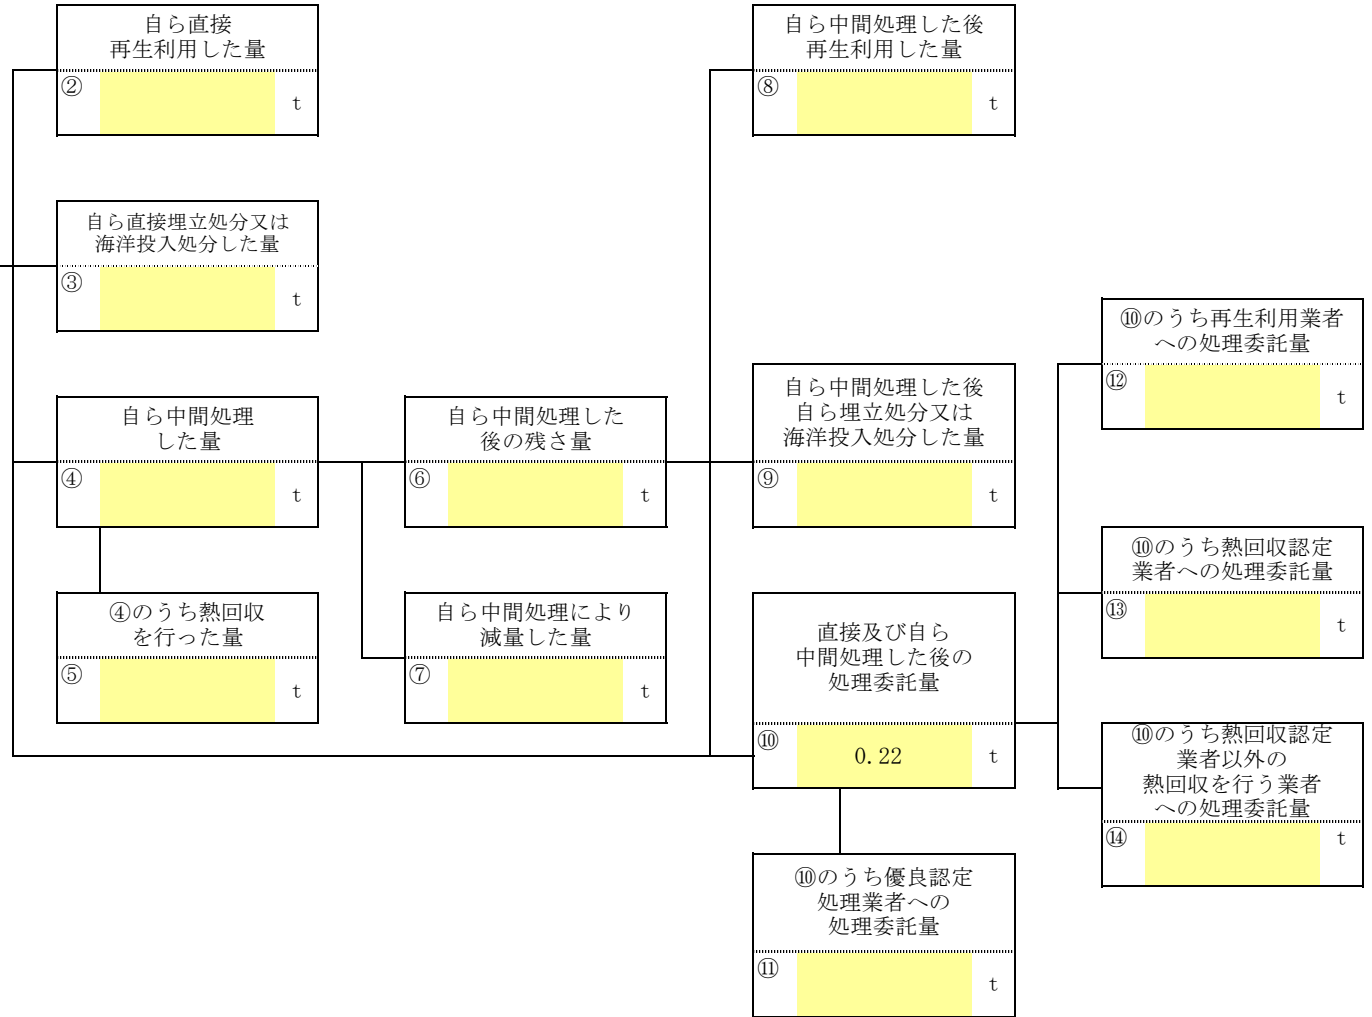 自ら直接
再生利用した量
② t
自ら中間処理した後
再生利用した量
⑧ t
自ら直接埋立処分又は
海洋投入処分した量
③ t
⑩のうち再生利用業者
への処理委託量
⑫ t
自ら中間処理
した量
④ t
自ら中間処理した
後の残さ量
⑥ t
自ら中間処理した後
自ら埋立処分又は
海洋投入処分した量
⑨ t
⑩のうち熱回収認定
業者への処理委託量
⑬ t
④のうち熱回収
を行った量
⑤ t
自ら中間処理により
減量した量
⑦ t
直接及び自ら
中間処理した後の
処理委託量
⑩ 0.22 t
⑩のうち熱回収認定
業者以外の
熱回収を行う業者
への処理委託量
⑭ t
⑩のうち優良認定
処理業者への
処理委託量
⑪ t